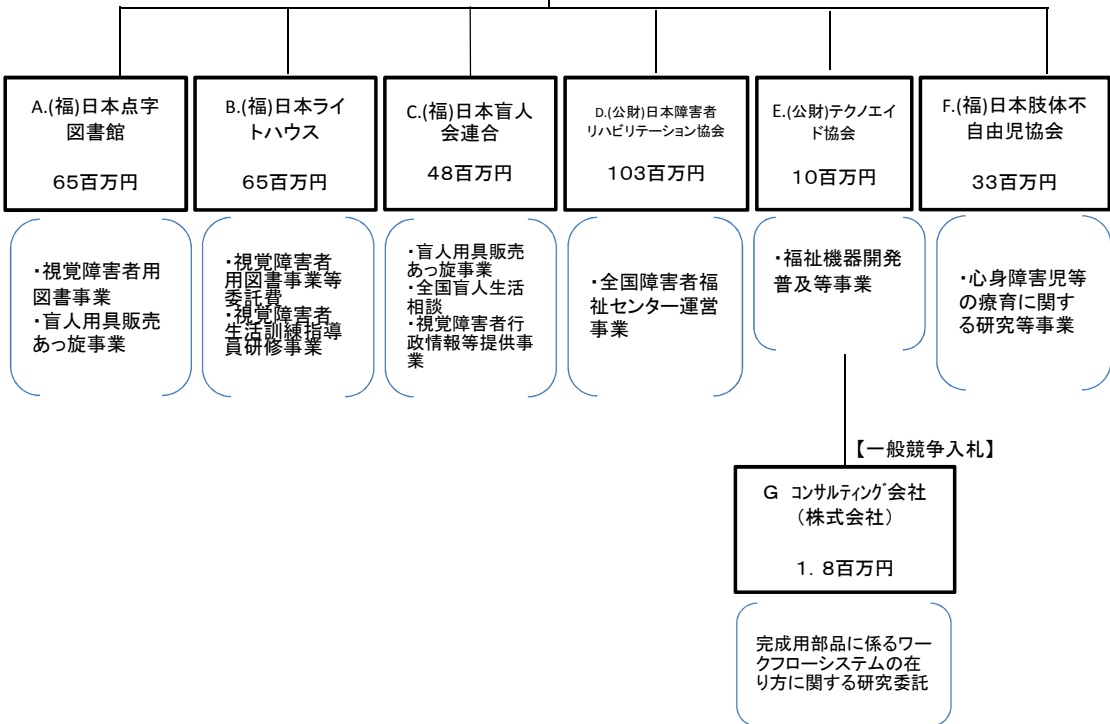 A.(福)日本点字
図書館
65百万円
B.(福)日本ライ
トハウス
65百万円
C.(福)日本盲人
会連合
48百万円
D.(公財)日本障害者
リハビリテーション協会
103百万円
E.(公財)テクノエイ
ド協会
10百万円
F.(福)日本肢体不
自由児協会
33百万円
・視覚障害者用
図書事業
・盲人用具販売
あっ旋事業
・視覚障害者
用図書事業等
委託費
・視覚障害者
生活訓練指導
員研修事業
・盲人用具販売
あっ旋事業
・全国盲人生活
相談
・視覚障害者行
政情報等提供事
業
・全国障害者福
祉センター運営
事業
・福祉機器開発
普及等事業
・心身障害児等
の療育に関す
る研究等事業
【一般競争入札】
G コンサルティング会社
(株式会社)
1.8百万円
完成用部品に係るワー
クフローシステムの在
り方に関する研究委託